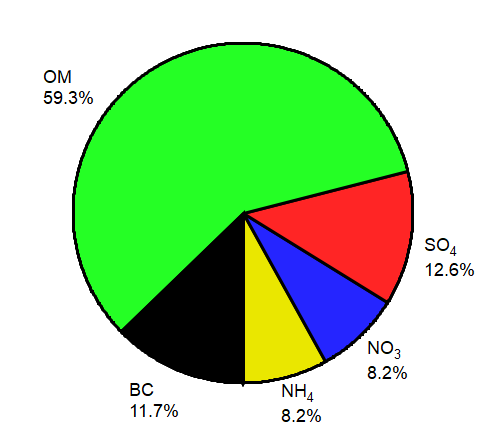 OM
59.3%
SO₄
12.6%
NO₃
8.2%
NH₄
8.2%
BC
11.7%